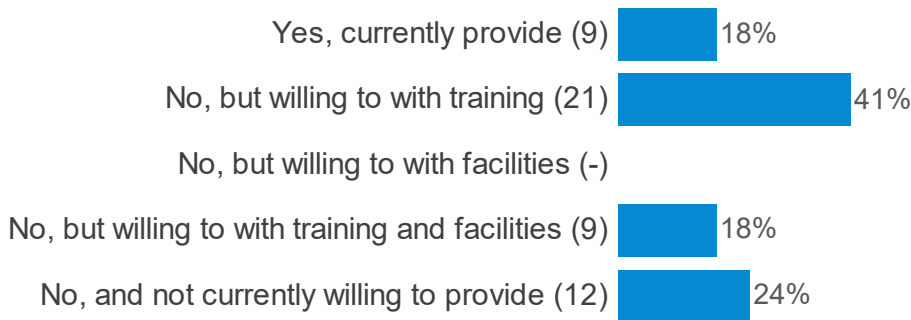 Yes, currently provide (9) 18%
No, but willing to with training (21) 41%
No, but willing to with facilities (-)
No, but willing to with training and facilities (9) 18%
No, and not currently willing to provide (12) 24%